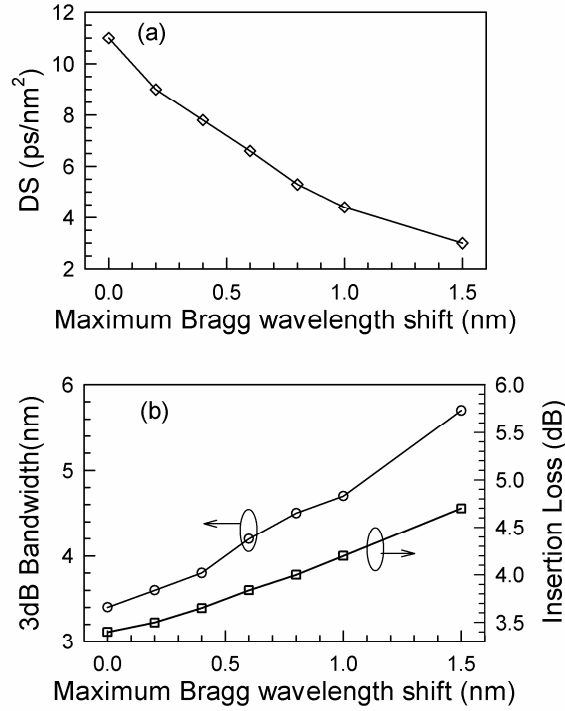 (a)
DS (ps/nm²)
12
10
8
6
4
2
0.0 0.5 1.0 1.5
Maximum Bragg wavelength shift (nm)
(b)
3dB Bandwidth(nm)
6
5
4
3
Insertion Loss (dB)
6.0
5.5
5.0
4.5
4.0
3.5
0.0 0.5 1.0 1.5
Maximum Bragg wavelength shift (nm)